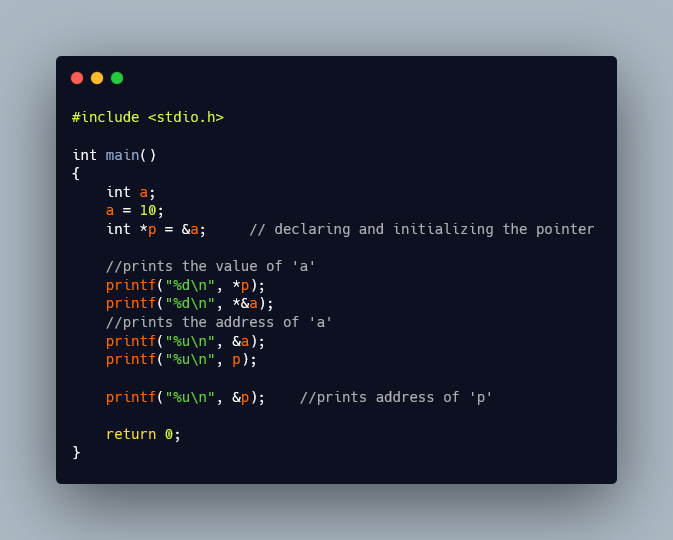 #include <stdio.h>

int main()
{
    int a;
    a = 10;
    int *p = &a;     // declaring and initializing the pointer

    //prints the value of 'a'
    printf("%d\n", *p);
    printf("%d\n", *&a);
    //prints the address of 'a'
    printf("%u\n", &a);
    printf("%u\n", p);

    printf("%u\n", &p);    //prints address of 'p'

    return 0;
}